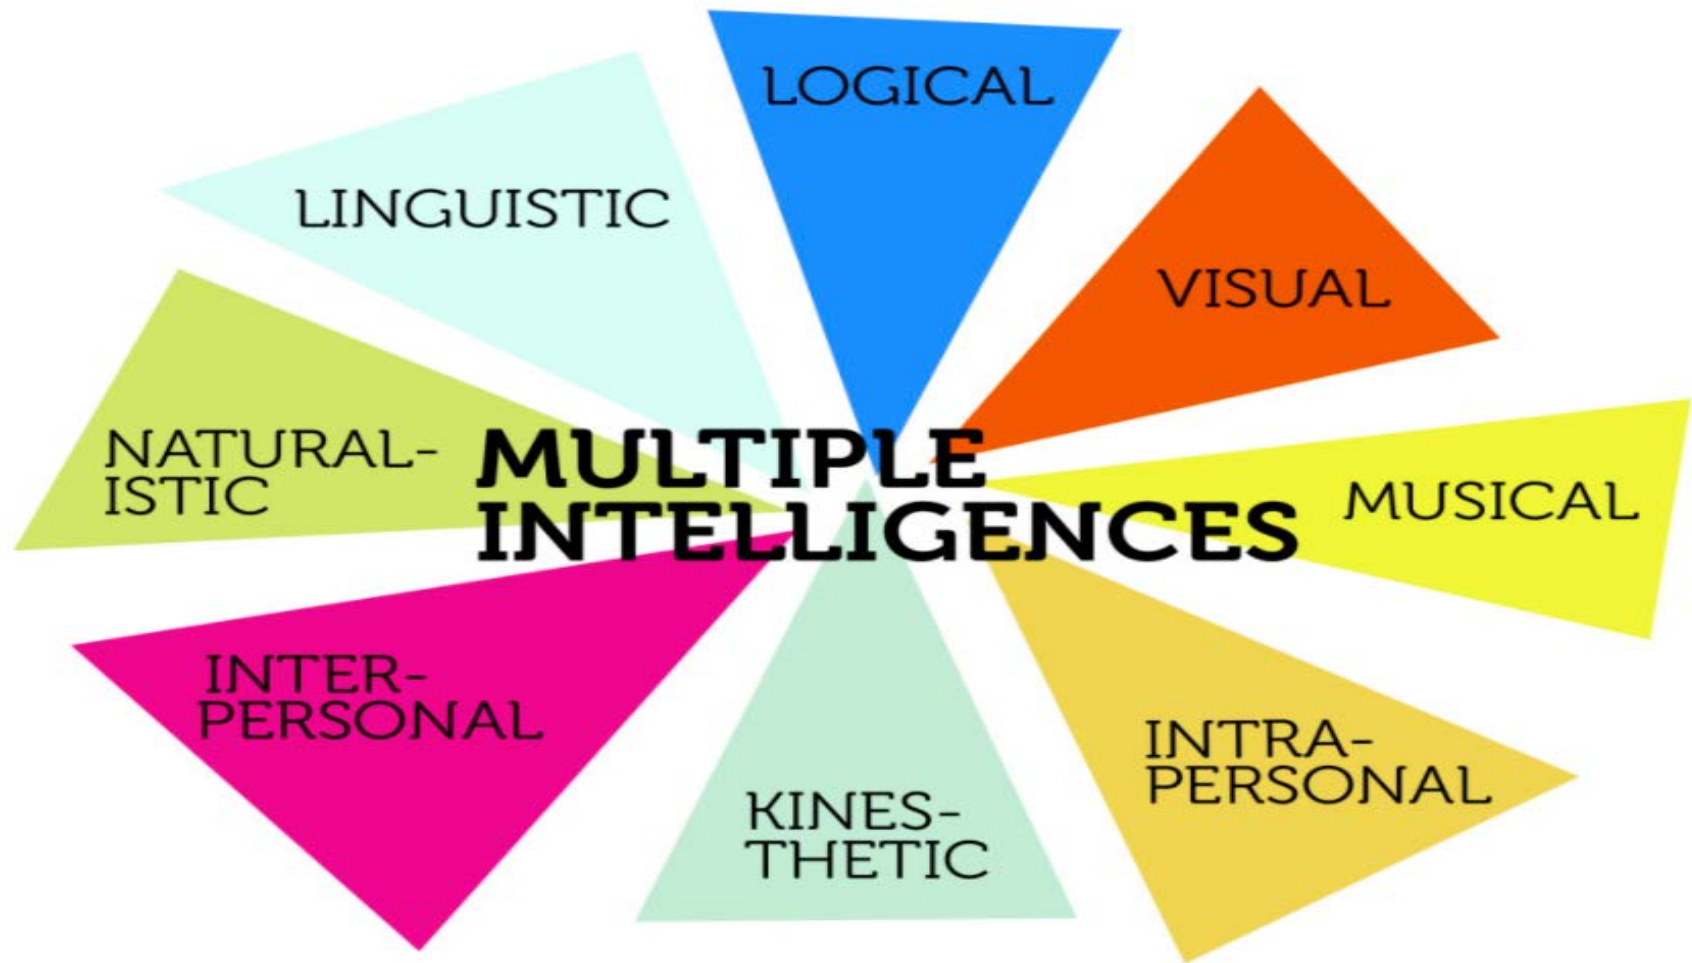 LOGICAL
LINGUISTIC
VISUAL
NATURAL-
ISTIC
MULTIPLE
INTELLIGENCES
MUSICAL
INTER-
PERSONAL
INTRA-
PERSONAL
KINES-
THETIC